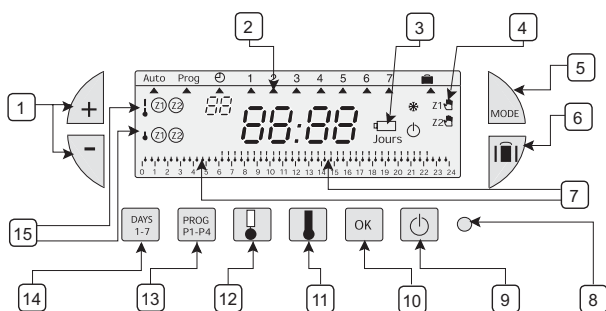 2 3 4
Auto Prog 1 2 3 4 5 6 7
5
1 + Z1 Z2 88 88:88 Z1 MODE
Z2
- Z1 Z2 Jours 6
0 1 2 3 4 5 6 7 8 9 10 11 12 13 14 15 16 17 18 19 20 21 22 23 24
7
15 DAYS 1-7 PROG P1-P4 OK
14 13 12 11 10 9 8